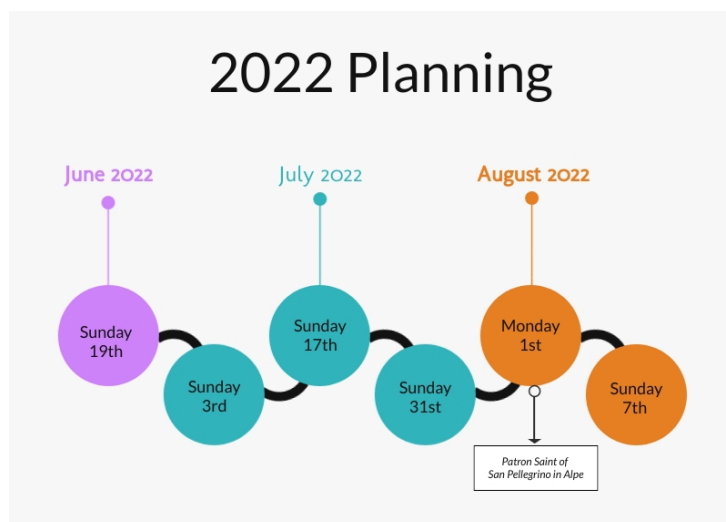 2022 Planning
June 2022
July 2022
August 2022
Sunday
19th
Sunday
3rd
Sunday
17th
Sunday
31st
Monday
1st
Sunday
7th
Patron Saint of
San Pellegrino in Alpe